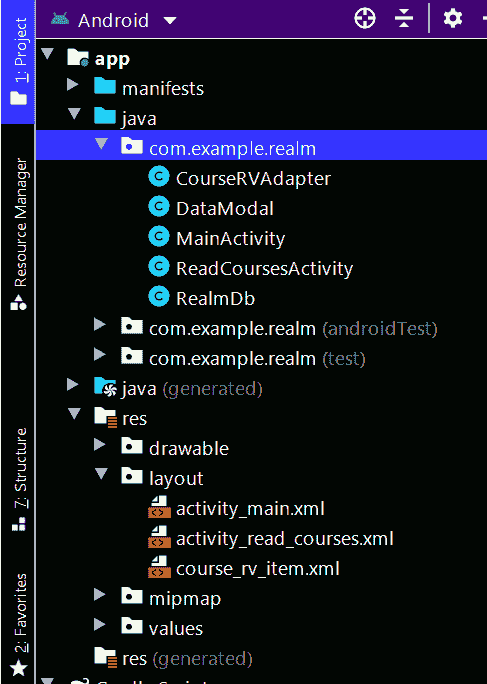 Android
1: Project
Resource Manager
7: Structure
2: Favorites
app
manifests
java
com.example.realm
CourseRVAdapter
DataModal
MainActivity
ReadCoursesActivity
RealmDb
com.example.realm (androidTest)
com.example.realm (test)
java (generated)
res
drawable
layout
activity_main.xml
activity_read_courses.xml
course_rv_item.xml
mipmap
values
res (generated)